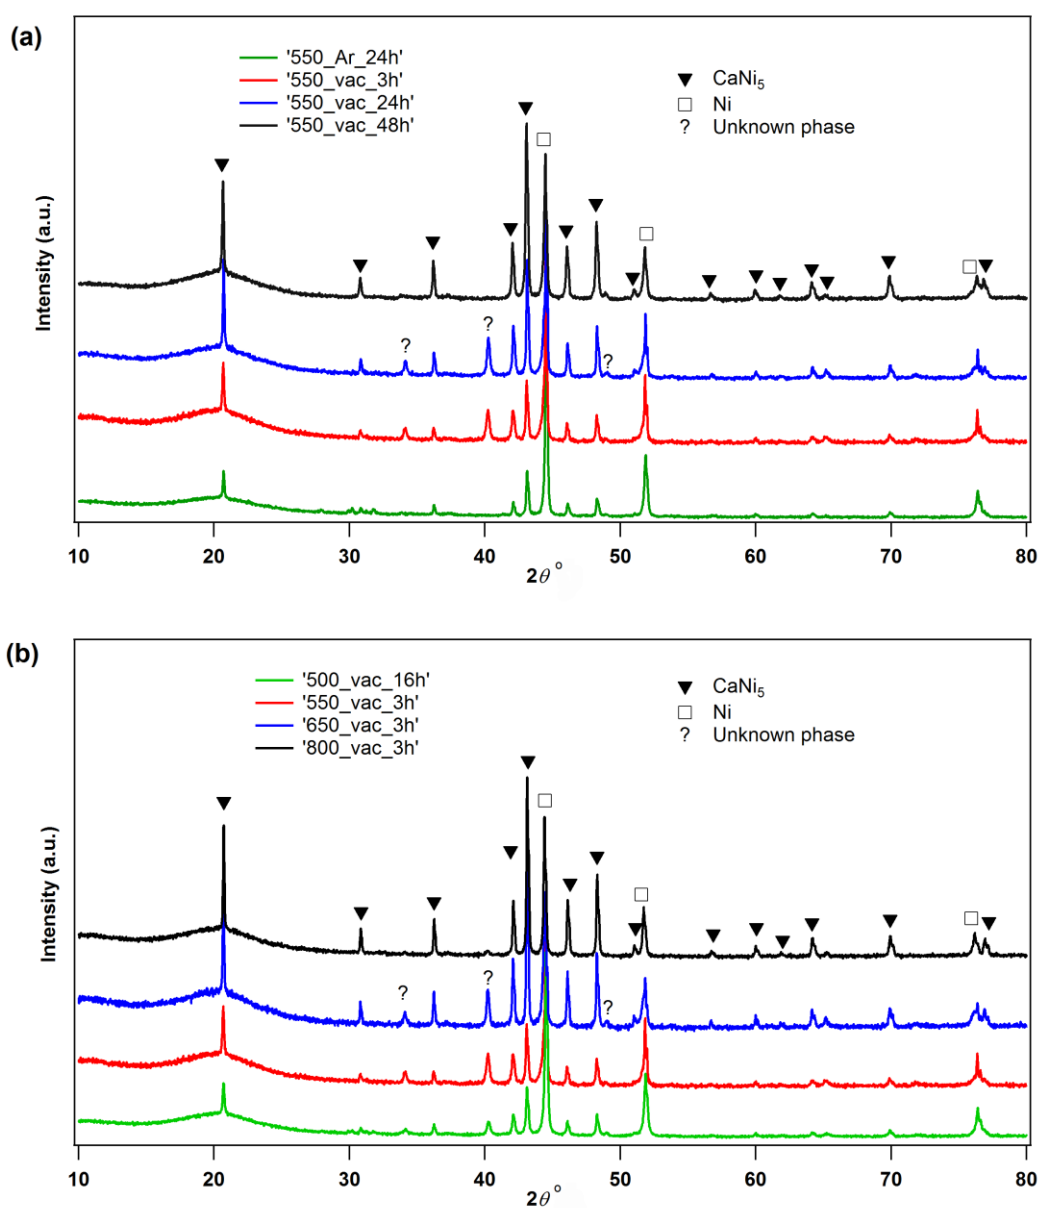 (a)
'550_Ar_24h'
'550_vac_3h'
'550_vac_24h'
'550_vac_48h'
CaNi5
Ni
? Unknown phase
Intensity (a.u.)
?
?
?
10 20 30 40 50 60 70 80
2θ°
(b)
'500_vac_16h'
'550_vac_3h'
'650_vac_3h'
'800_vac_3h'
CaNi5
Ni
? Unknown phase
Intensity (a.u.)
?
?
?
10 20 30 40 50 60 70 80
2θ°